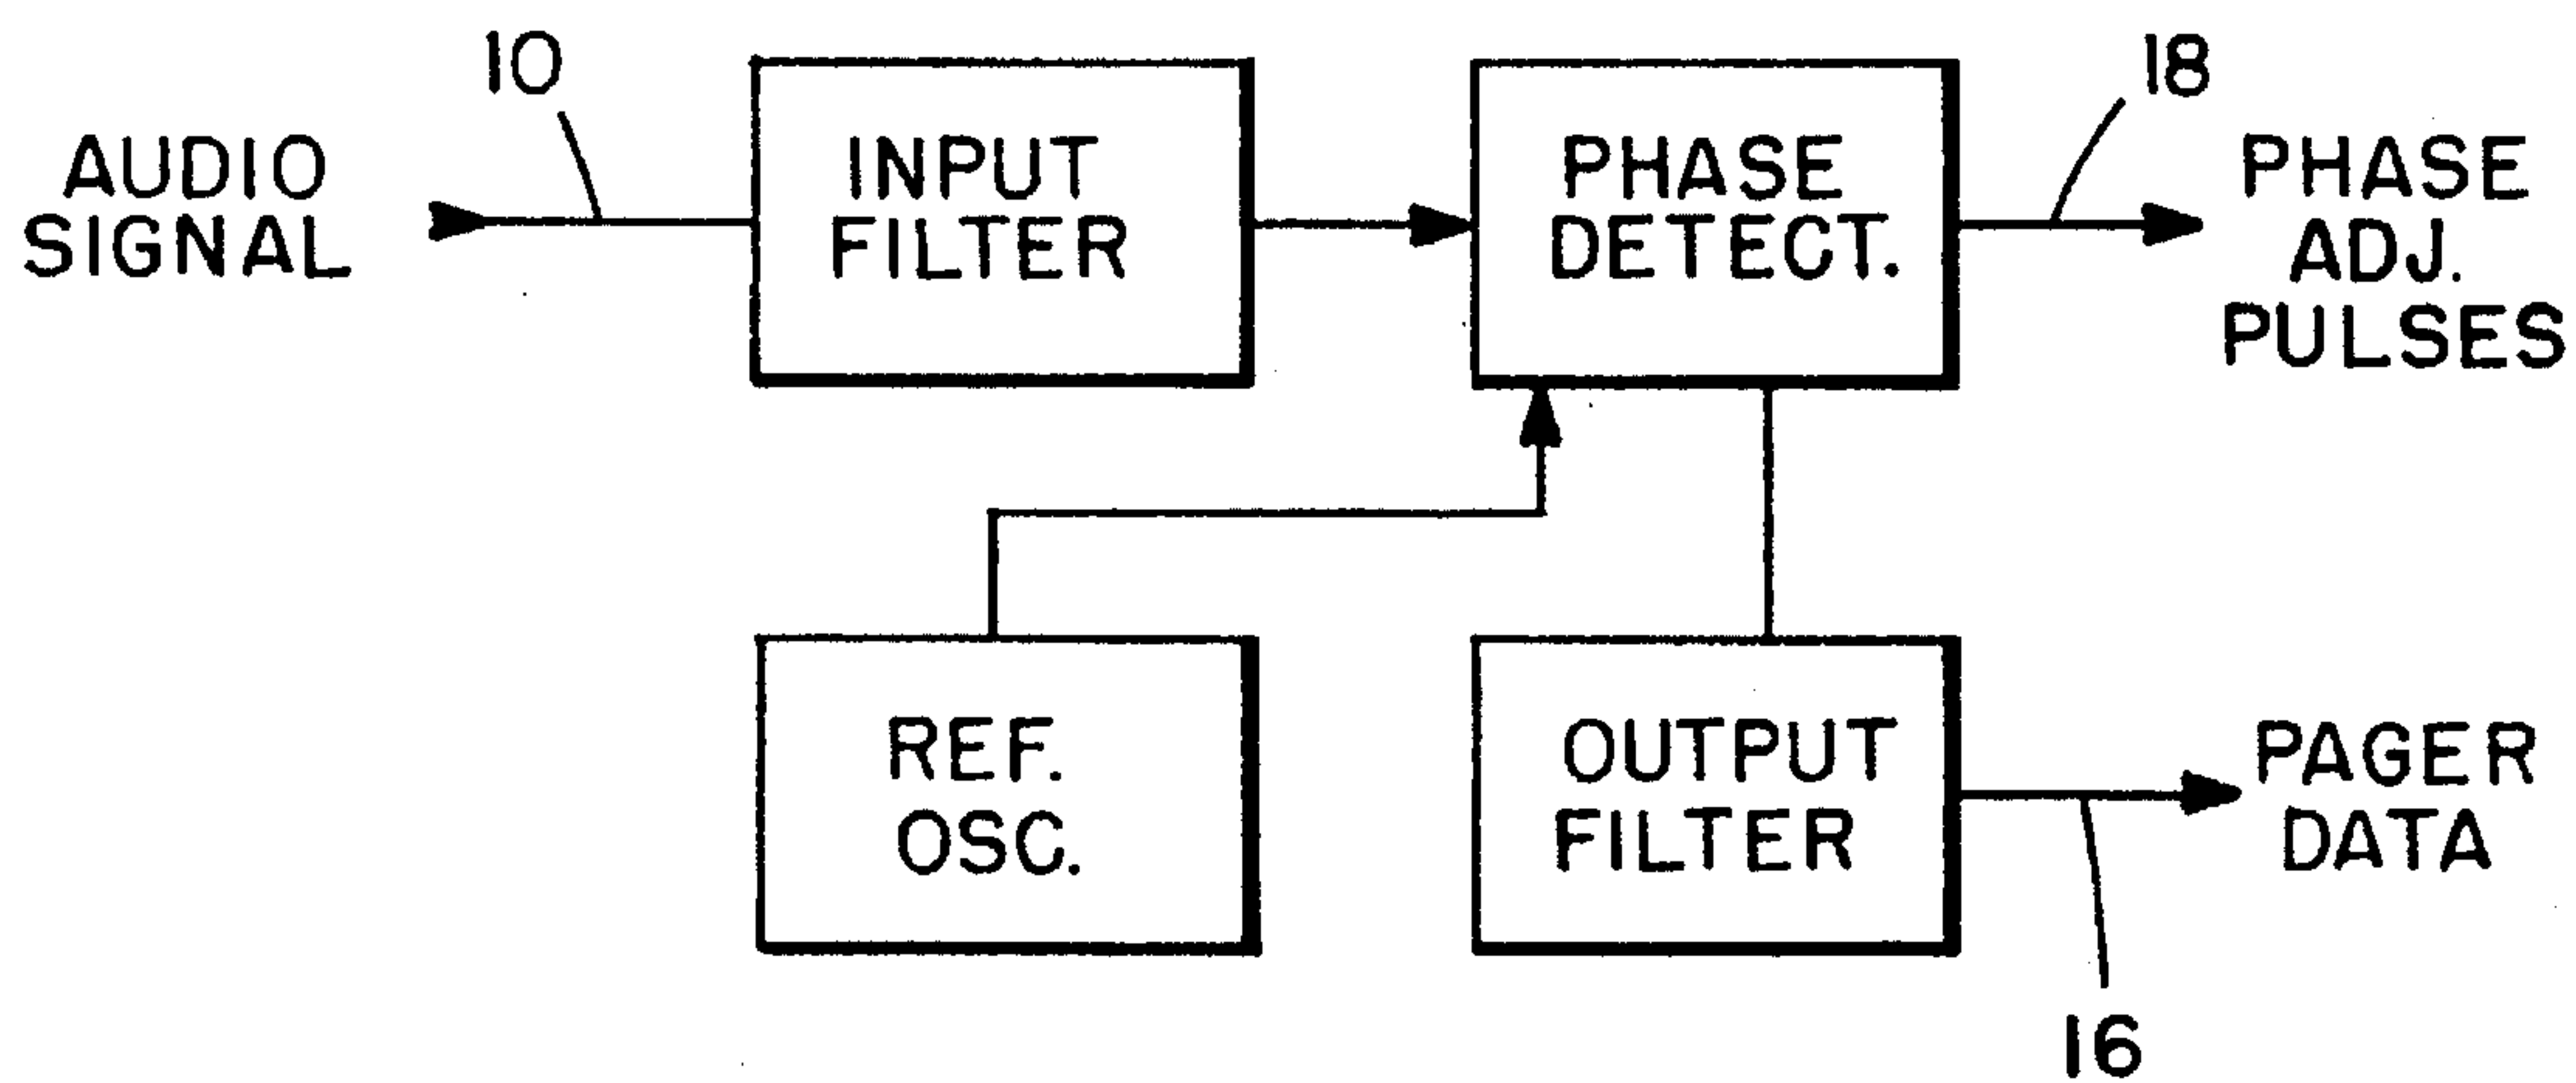 10
AUDIO
SIGNAL
INPUT
FILTER
PHASE
DETECT.
18
PHASE
ADJ.
PULSES
REF.
OSC.
OUTPUT
FILTER
PAGER
DATA
16